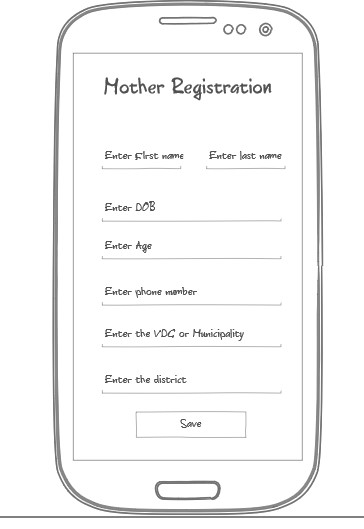 Mother Registration
Enter First name Enter last name
Enter DOB
Enter Age
Enter phone number
Enter the VDC or Municipality
Enter the district
Save